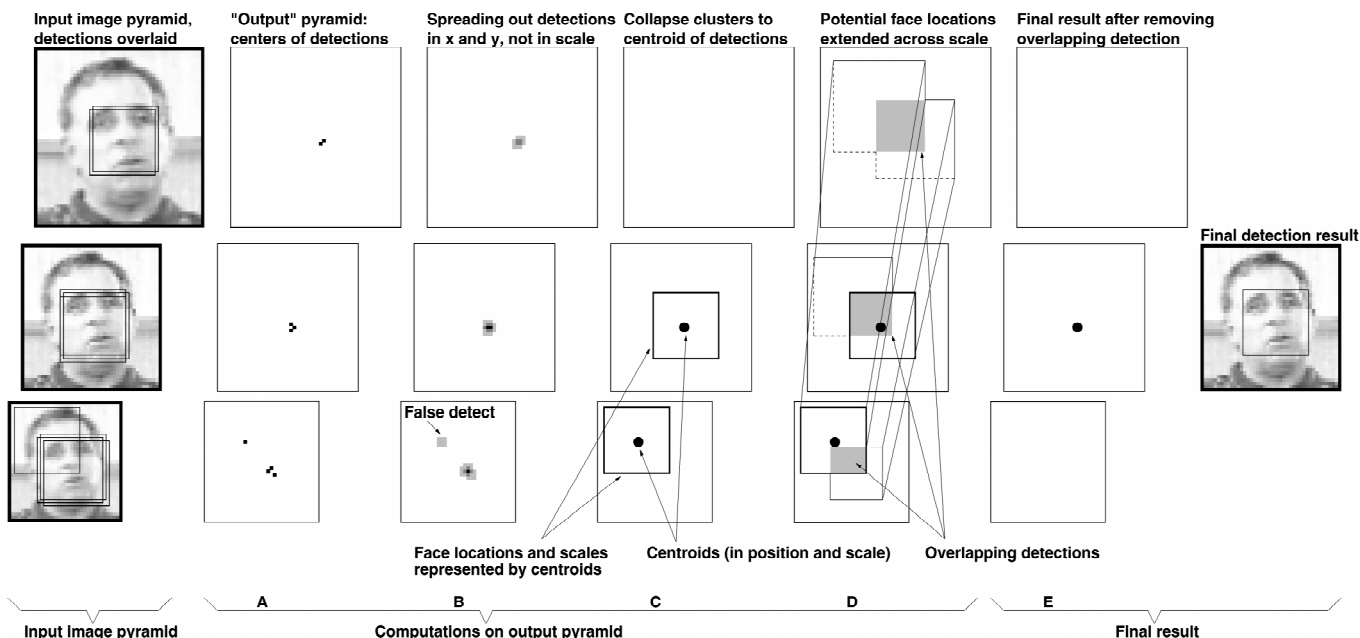 Input image pyramid,
detections overlaid
"Output" pyramid:
centers of detections
Spreading out detections
in x and y, not in scale
Collapse clusters to
centroid of detections
Potential face locations
extended across scale
Final result after removing
overlapping detection
Final detection result
False detect
Face locations and scales
represented by centroids
Centroids (in position and scale)
Overlapping detections
A
B
C
D
E
Input image pyramid
Computations on output pyramid
Final result